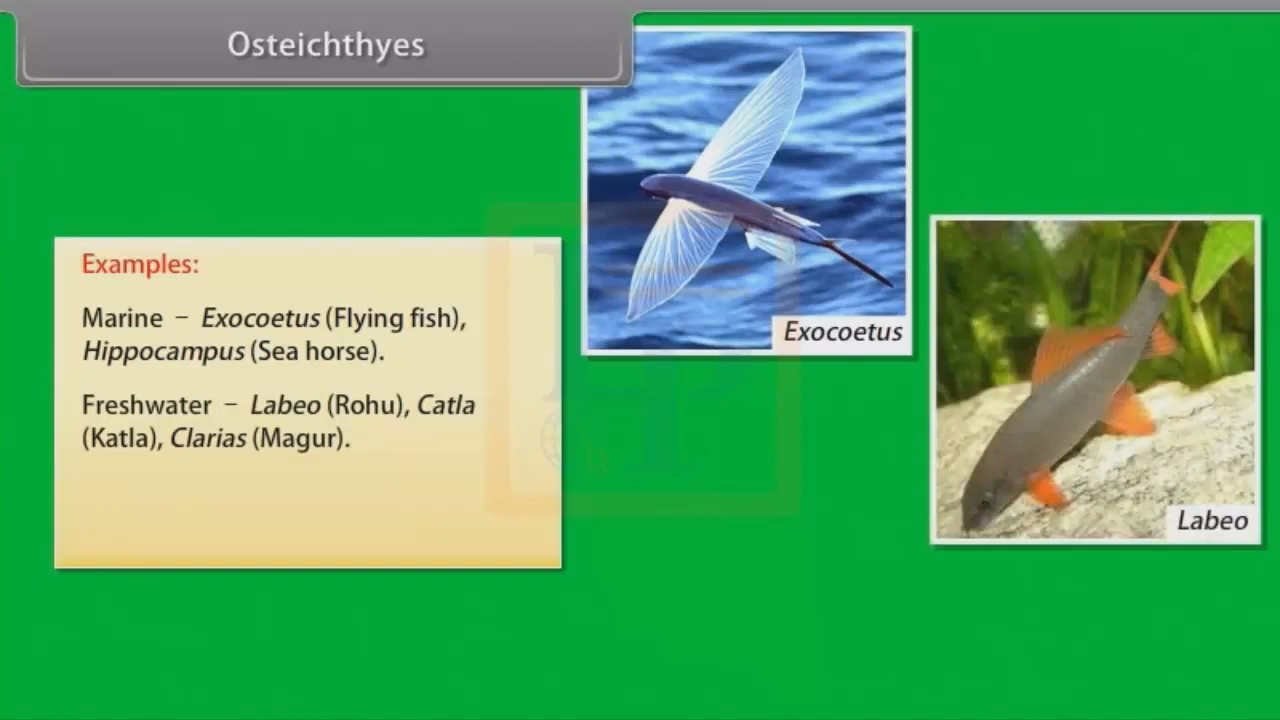 Osteichthyes
Examples:
Marine – Exocoetus (Flying fish),
Hippocampus (Sea horse).
Freshwater – Labeo (Rohu), Catla
(Katla), Clarias (Magur).
Exocoetus
Labeo